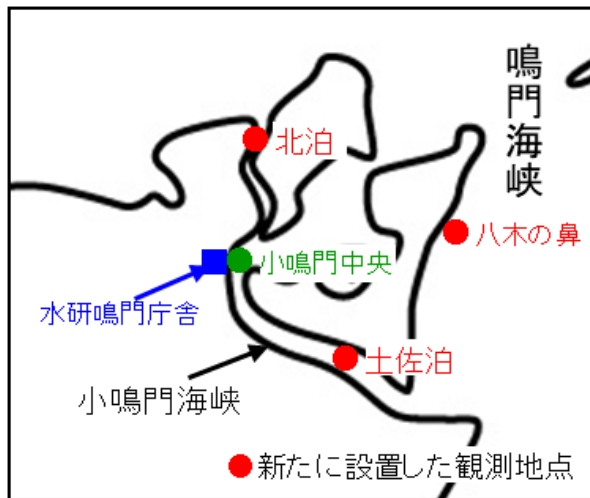 鳴門海峡
北泊
八木の鼻
小鳴門中央
水研鳴門庁舎
土佐泊
小鳴門海峡
新たに設置した観測地点